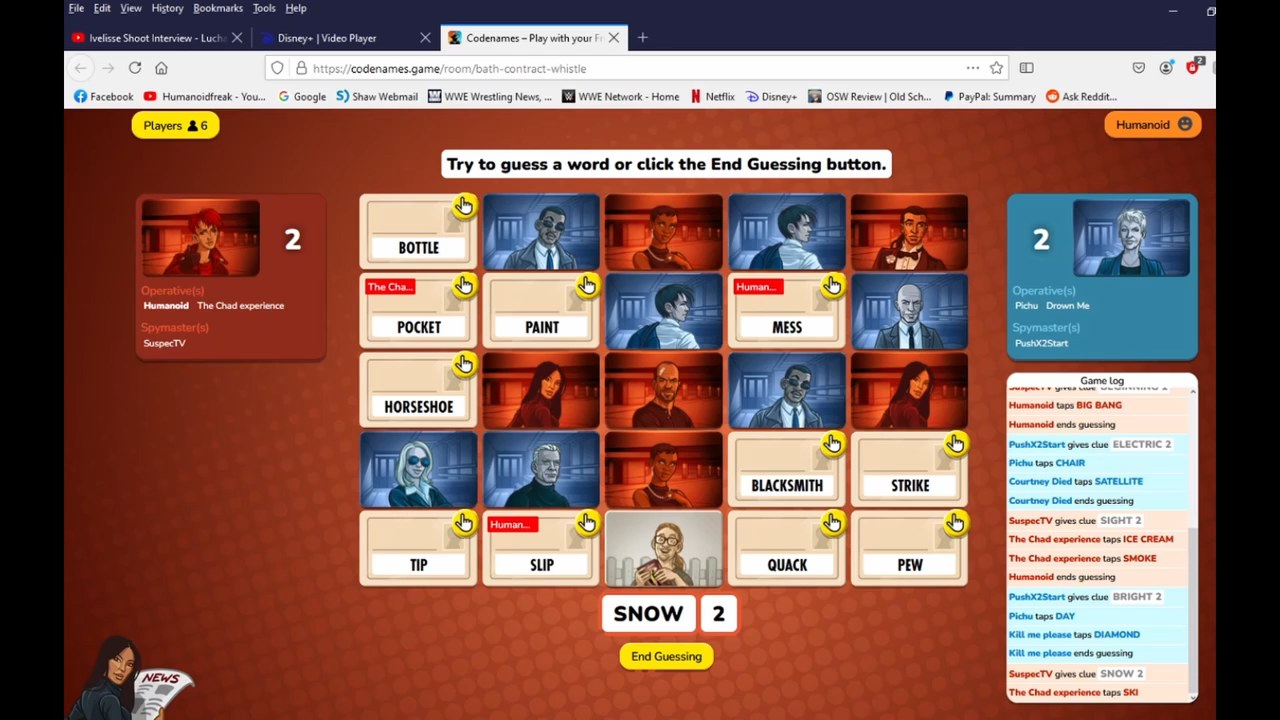 File Edit View History Bookmarks Tools Help
Ivelisse Shoot Interview - Lucha Disney+ | Video Player Codenames – Play with your Fr
https://codenames.game/room/bath-contract-whistle
2
Facebook Humanoidfreak - You... Google Shaw Webmail WWE Wrestling News, ... WWE Network - Home Netflix Disney+ OSW Review | Old Sch... PayPal: Summary Ask Reddit...
Players 6
Humanoid
Try to guess a word or click the End Guessing button.
2
Operative(s)
Humanoid The Chad experience
Spymaster(s)
SuspecTV
BOTTLE
The Cha...
POCKET
PAINT
Human...
MESS
HORSESHOE
BLACKSMITH
STRIKE
TIP
Human...
SLIP
QUACK
PEW
SNOW 2
End Guessing
NEWS
2
Operative(s)
Pichu Drown Me
Spymaster(s)
PushX2Start
Game log
SuspecTV gives clue BEGINNING 2
Humanoid taps BIG BANG
Humanoid ends guessing
PushX2Start gives clue ELECTRIC 2
Pichu taps CHAIR
Courtney Died taps SATELLITE
Courtney Died ends guessing
SuspecTV gives clue SIGHT 2
The Chad experience taps ICE CREAM
The Chad experience taps SMOKE
Humanoid ends guessing
PushX2Start gives clue BRIGHT 2
Pichu taps DAY
Kill me please taps DIAMOND
Kill me please ends guessing
SuspecTV gives clue SNOW 2
The Chad experience taps SKI